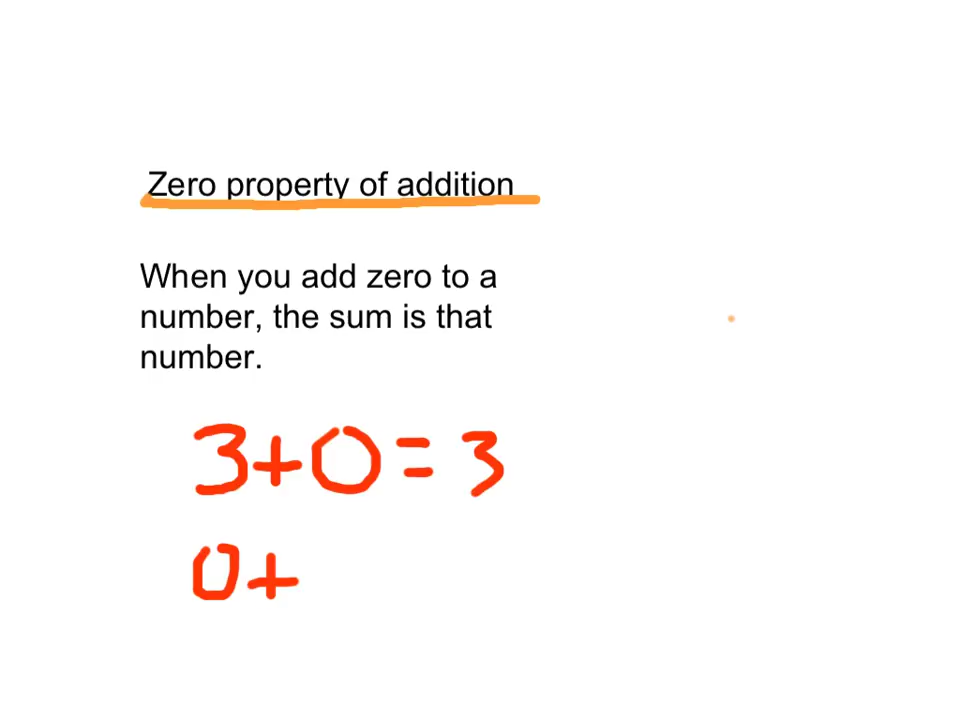 Zero property of addition
When you add zero to a
number, the sum is that
number.
3+0=3
0+